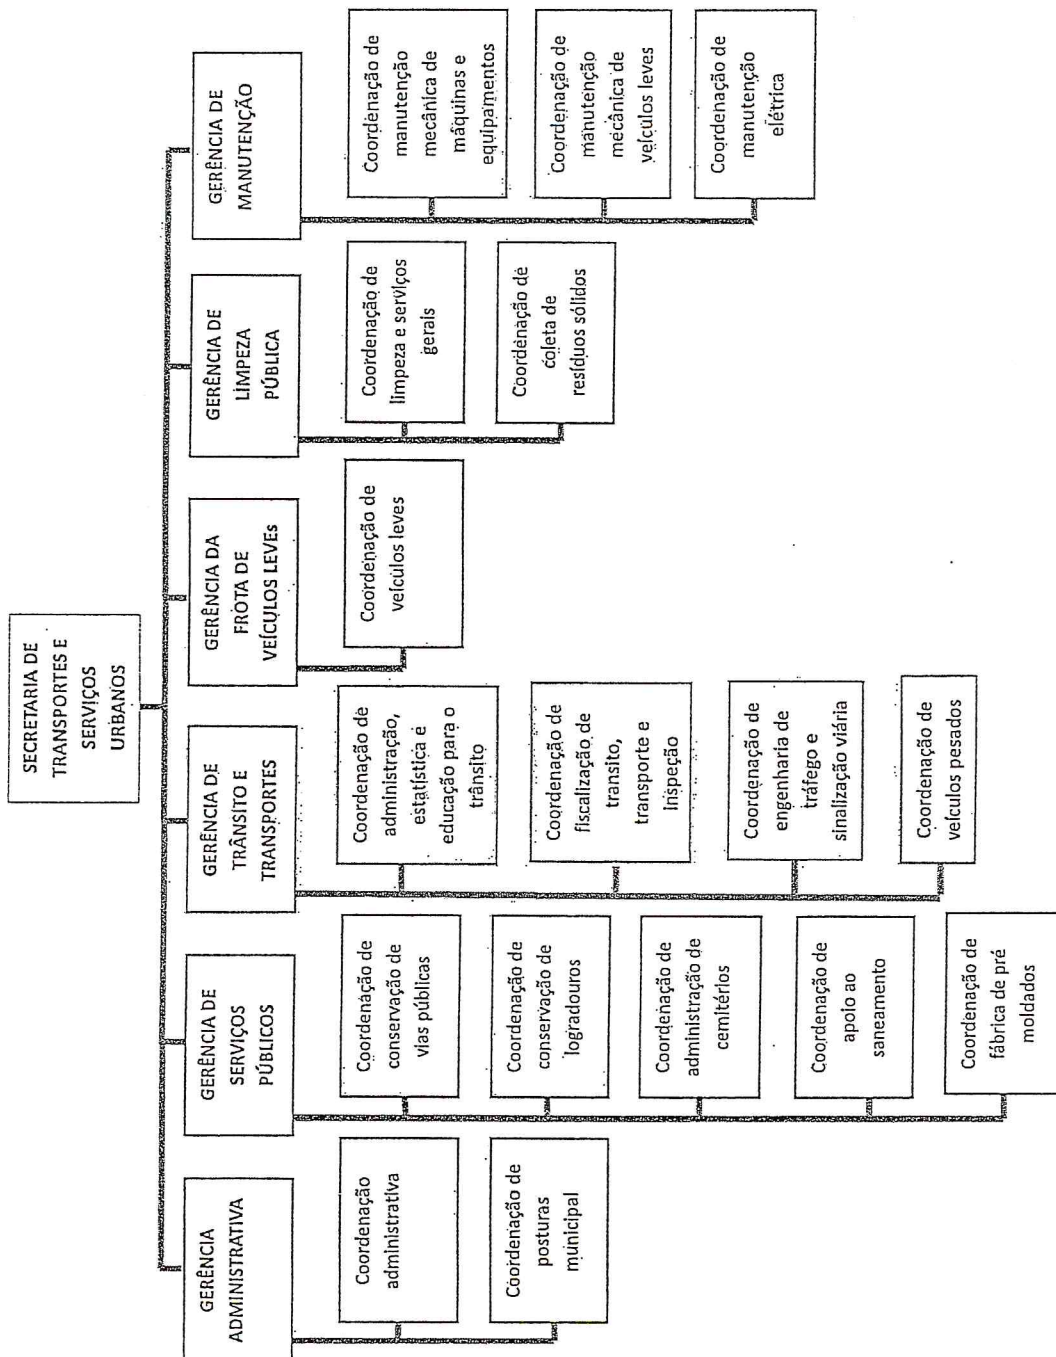 SECRETARIA DE
TRANSPORTES E
SERVIÇOS
URBANOS
GERÊNCIA
ADMINISTRATIVA
Coordenação
administrativa
Coordenação de
posturas
municipal
GERÊNCIA DE
SERVIÇOS
PÚBLICOS
Coordenação de
conservação de
vias públicas
Coordenação de
conservação de
logradouros
Coordenação de
administração de
cemitérios
Coordenação de
apoio ao
saneamento
Coordenação de
fábrica de pré
moldados
GERÊNCIA DE
TRÂNSITO E
TRANSPORTES
Coordenação de
administração,
estatística e
educação para o
trânsito
Coordenação de
fiscalização de
transito,
transporte e
inspeção
Coordenação de
engenharia de
tráfego e
sinalização viária
Coordenação de
veículos pesados
GERÊNCIA DA
FROTA DE
VEÍCULOS LEVEs
Coordenação de
veículos leves
GERÊNCIA DE
LIMPEZA
PÚBLICA
Coordenação de
limpeza e serviços
gerais
Coordenação de
coleta de
resíduos sólidos
GERÊNCIA DE
MANUTENÇÃO
Coordenação de
manutenção
mecânica de
máquinas e
equipamentos
Coordenação de
manutenção
mecânica de
veículos leves
Coordenação de
manutenção
elétrica